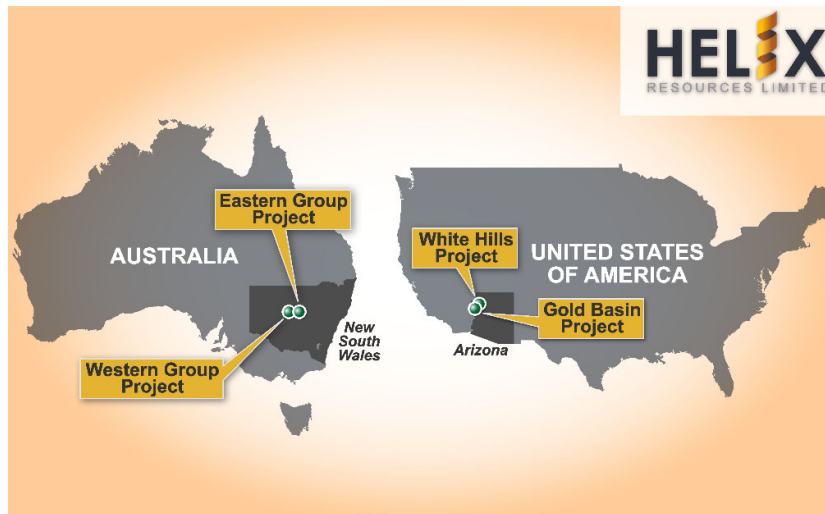 HELIX
RESOURCES LIMITED
Eastern Group
Project
AUSTRALIA
New
South
Wales
Western Group
Project
White Hills
Project
UNITED STATES
OF AMERICA
Gold Basin
Project
Arizona